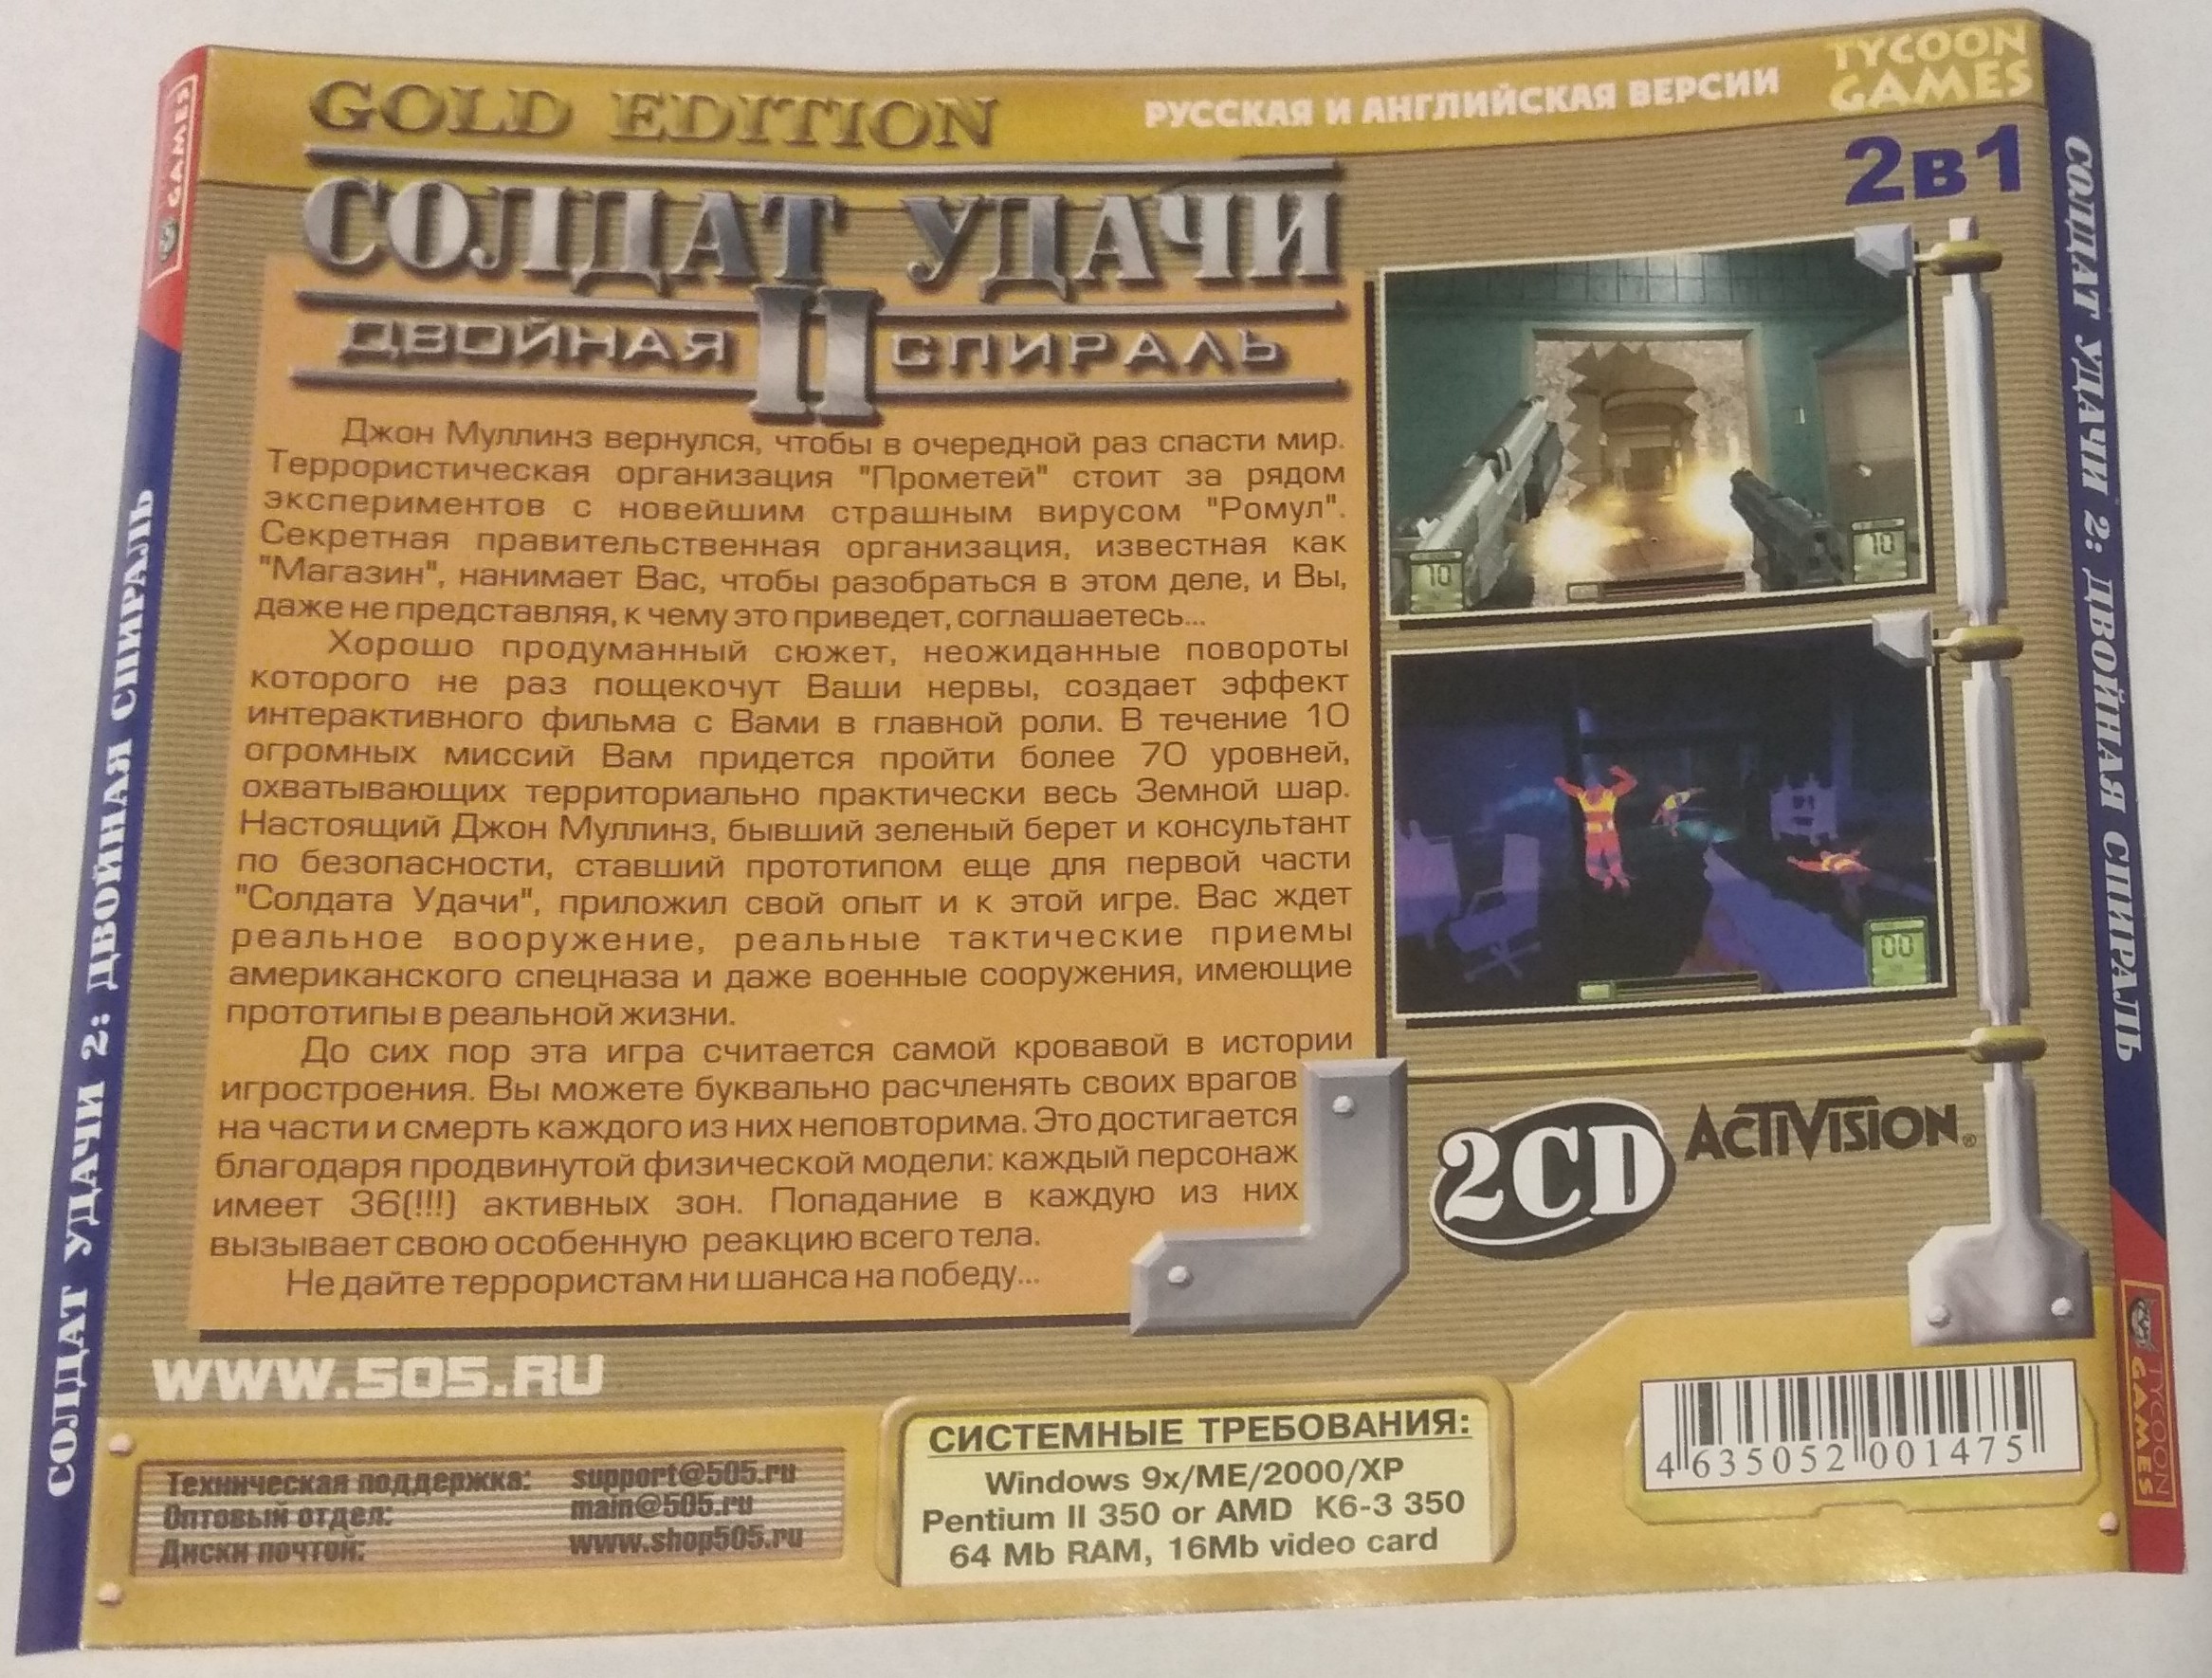 GOLD EDITION
РУССКАЯ И АНГЛИЙСКАЯ ВЕРСИИ
TYCOON
GAMES
2в1
СОЛДАТ УДАЧИ
II
ДВОЙНАЯ СПИРАЛЬ
Джон Муллинз вернулся, чтобы в очередной раз спасти мир.
Террористическая организация "Прометей" стоит за рядом
экспериментов с новейшим страшным вирусом "Ромул".
Секретная правительственная организация, известная как
"Магазин", нанимает Вас, чтобы разобраться в этом деле, и Вы,
даже не представляя, к чему это приведет, соглашаетесь...
Хорошо продуманный сюжет, неожиданные повороты
которого не раз пощекочут Ваши нервы, создает эффект
интерактивного фильма с Вами в главной роли. В течение 10
огромных миссий Вам придется пройти более 70 уровней,
охватывающих территориально практически весь Земной шар.
Настоящий Джон Муллинз, бывший зеленый берет и консультант
по безопасности, ставший прототипом еще для первой части
"Солдата Удачи", приложил свой опыт и к этой игре. Вас ждет
реальное вооружение, реальные тактические приемы
американского спецназа и даже военные сооружения, имеющие
прототипы в реальной жизни.
До сих пор эта игра считается самой кровавой в истории
игростроения. Вы можете буквально расчленять своих врагов
на части и смерть каждого из них неповторима. Это достигается
благодаря продвинутой физической модели: каждый персонаж
имеет 36(!!!) активных зон. Попадание в каждую из них
вызывает свою особенную реакцию всего тела.
Не дайте террористам ни шанса на победу...
10
10
00
2CD
ACTIVISION®
WWW.505.RU
Техническая поддержка: support@505.ru
Оптовый отдел: main@505.ru
Диски почтой: www.shop505.ru
СИСТЕМНЫЕ ТРЕБОВАНИЯ:
Windows 9x/ME/2000/XP
Pentium II 350 or AMD K6-3 350
64 Mb RAM, 16Mb video card
4 635052 001475
СОЛДАТ УДАЧИ 2: ДВОЙНАЯ СПИРАЛЬ
GAMES
СОЛДАТ УДАЧИ 2: ДВОЙНАЯ СПИРАЛЬ
TYCOON
GAMES